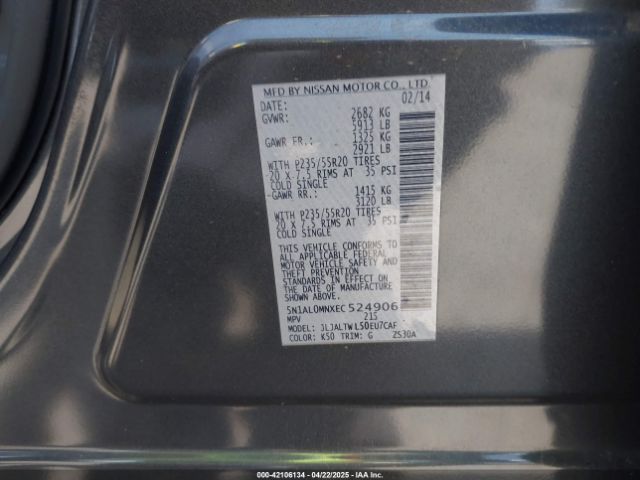 MFD BY NISSAN MOTOR CO., LTD
DATE: 02/14
GVWR: 2682 KG
5913 LB
GAWR FR.: 1325 KG
2921 LB
WITH P235/55R20 TIRES
20 X 7.5 RIMS AT 35 PSI
COLD SINGLE
GAWR RR.: 1415 KG
3120 LB
WITH P235/55R20 TIRES
20 X 7.5 RIMS AT 35 PSI
COLD SINGLE
THIS VEHICLE CONFORMS TO
ALL APPLICABLE FEDERAL
MOTOR VEHICLE SAFETY AND
THEFT PREVENTION
STANDARDS IN EFFECT ON
THE DATE OF MANUFACTURE
SHOWN ABOVE.
5N1AL0MNXEC524906
MPV 215
MODEL: JLJALTWL50EU7CAF
COLOR: K50 TRIM: G ZS30A
000-42106134 - 04/22/2025 - IAA Inc.